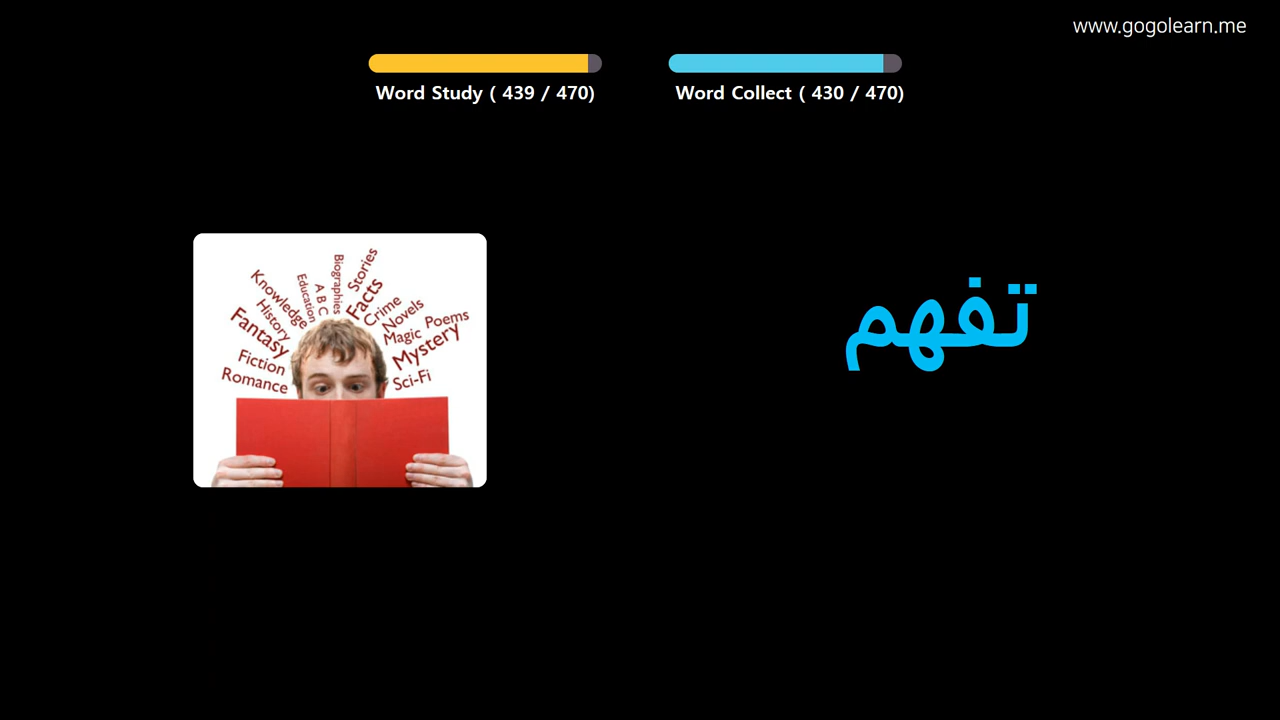 www.gogolearn.me
Word Study ( 439 / 470)
Word Collect ( 430 / 470)
Biographies
Stories
Knowledge
Education
A B C
Facts
History
Crime
Novels
Fantasy
Magic
Poems
Mystery
Fiction
Romance
Sci-Fi
تفهم